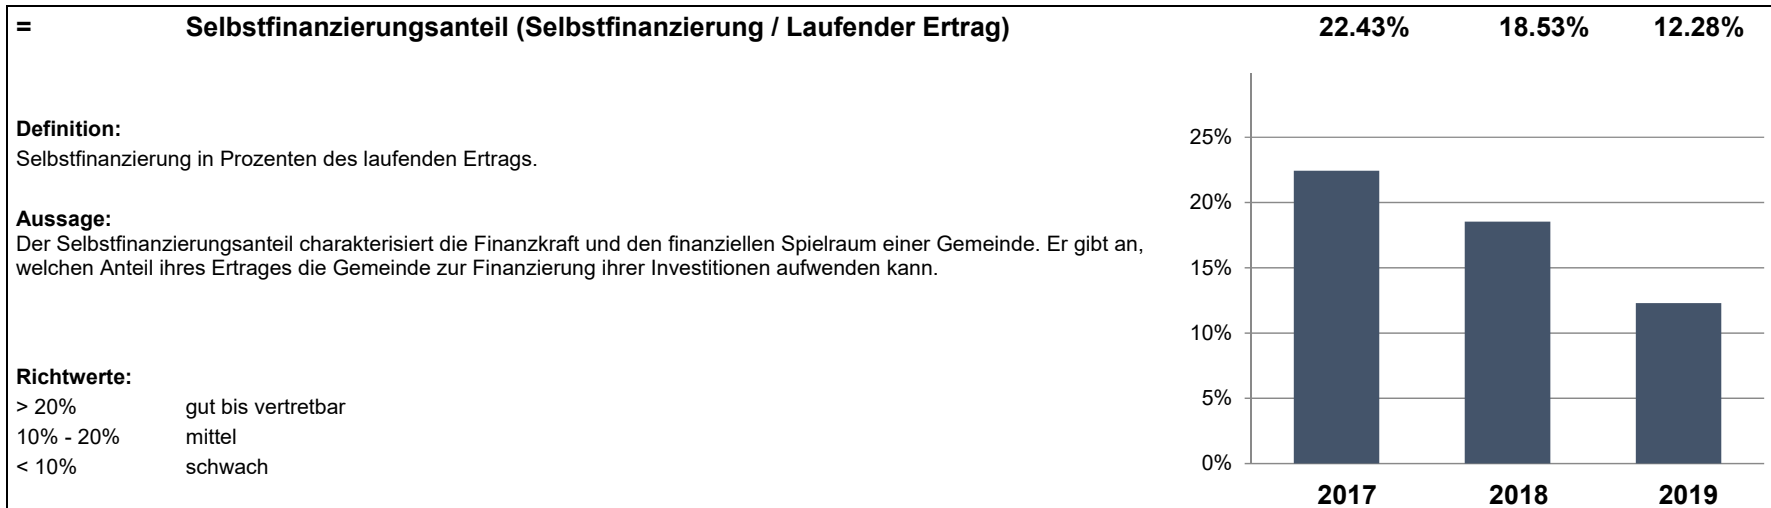 = Selbstfinanzierungsanteil (Selbstfinanzierung / Laufender Ertrag) 22.43% 18.53% 12.28%
Definition:
Selbstfinanzierung in Prozenten des laufenden Ertrags.
Aussage:
Der Selbstfinanzierungsanteil charakterisiert die Finanzkraft und den finanziellen Spielraum einer Gemeinde. Er gibt an,
welchen Anteil ihres Ertrages die Gemeinde zur Finanzierung ihrer Investitionen aufwenden kann.
Richtwerte:
> 20% gut bis vertretbar
10% - 20% mittel
< 10% schwach
25%
20%
15%
10%
5%
0%
2017 2018 2019